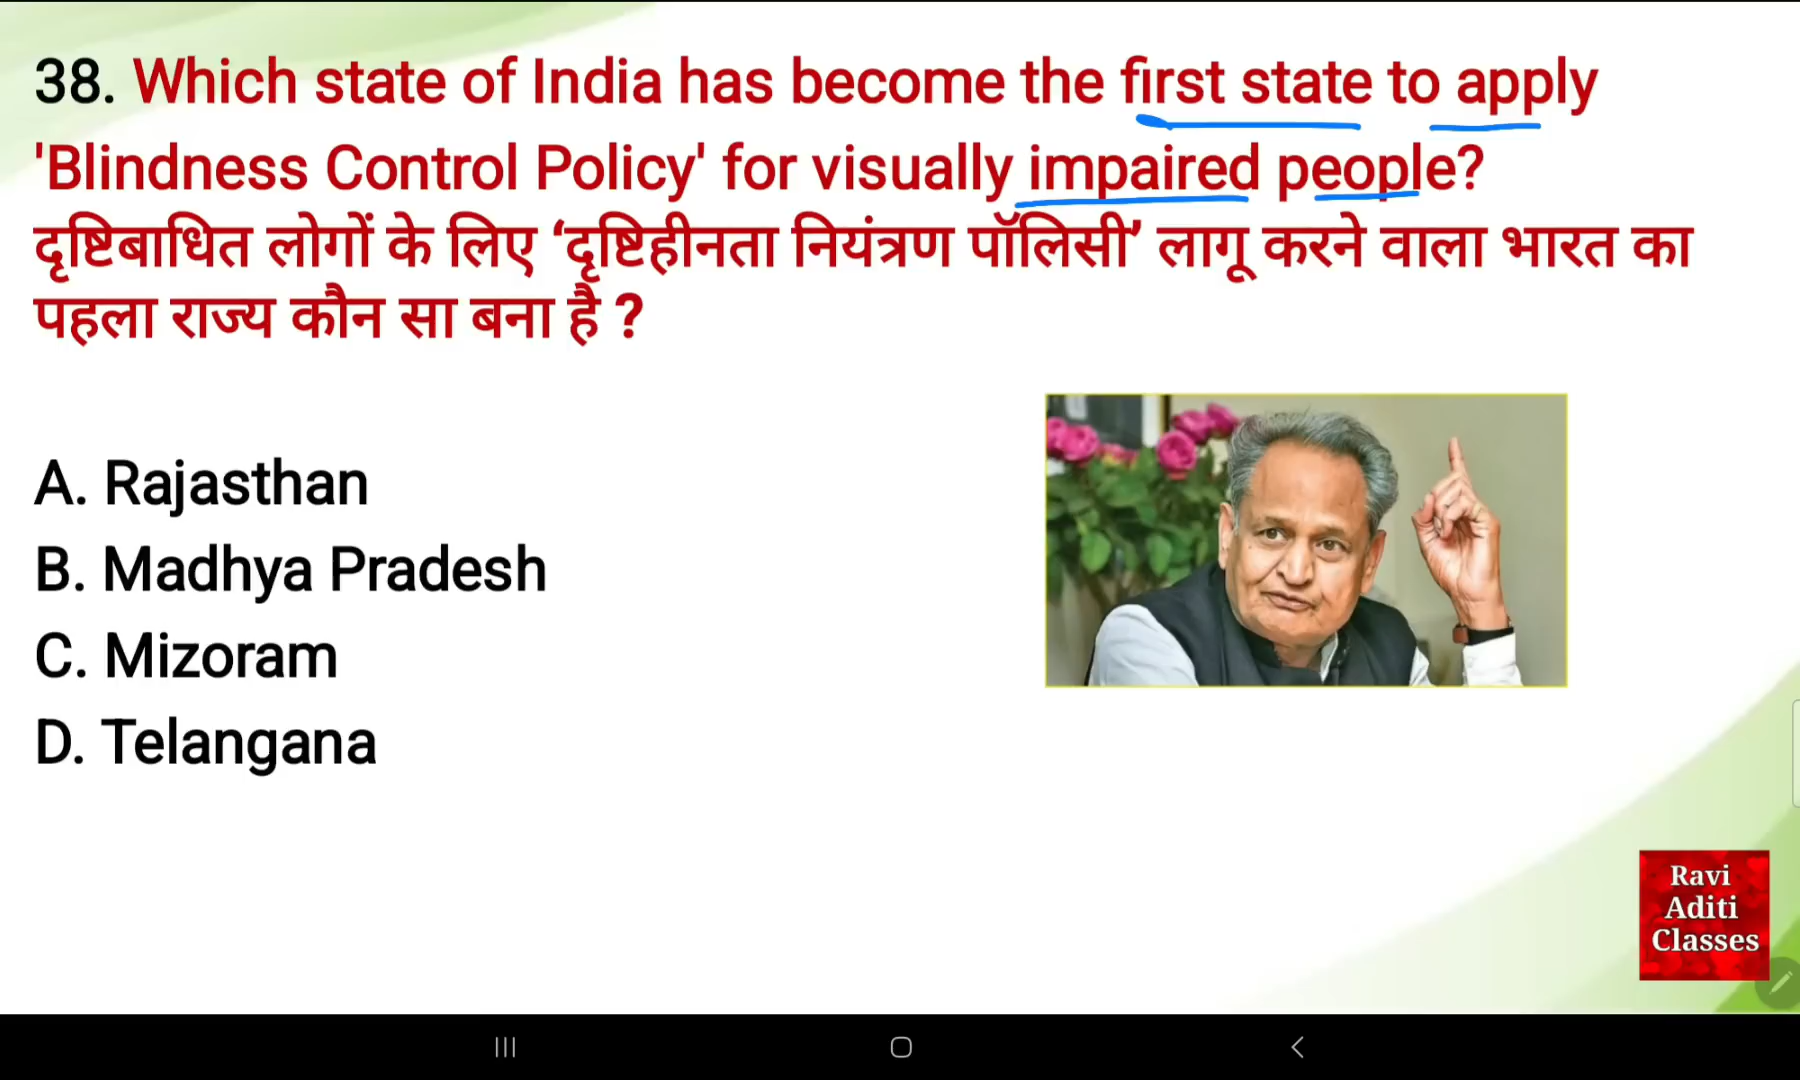 38. Which state of India has become the first state to apply
'Blindness Control Policy' for visually impaired people?
दृष्टिबाधित लोगों के लिए ‘दृष्टिहीनता नियंत्रण पॉलिसी’ लागू करने वाला भारत का
पहला राज्य कौन सा बना है ?
A. Rajasthan
B. Madhya Pradesh
C. Mizoram
D. Telangana
Ravi
Aditi
Classes